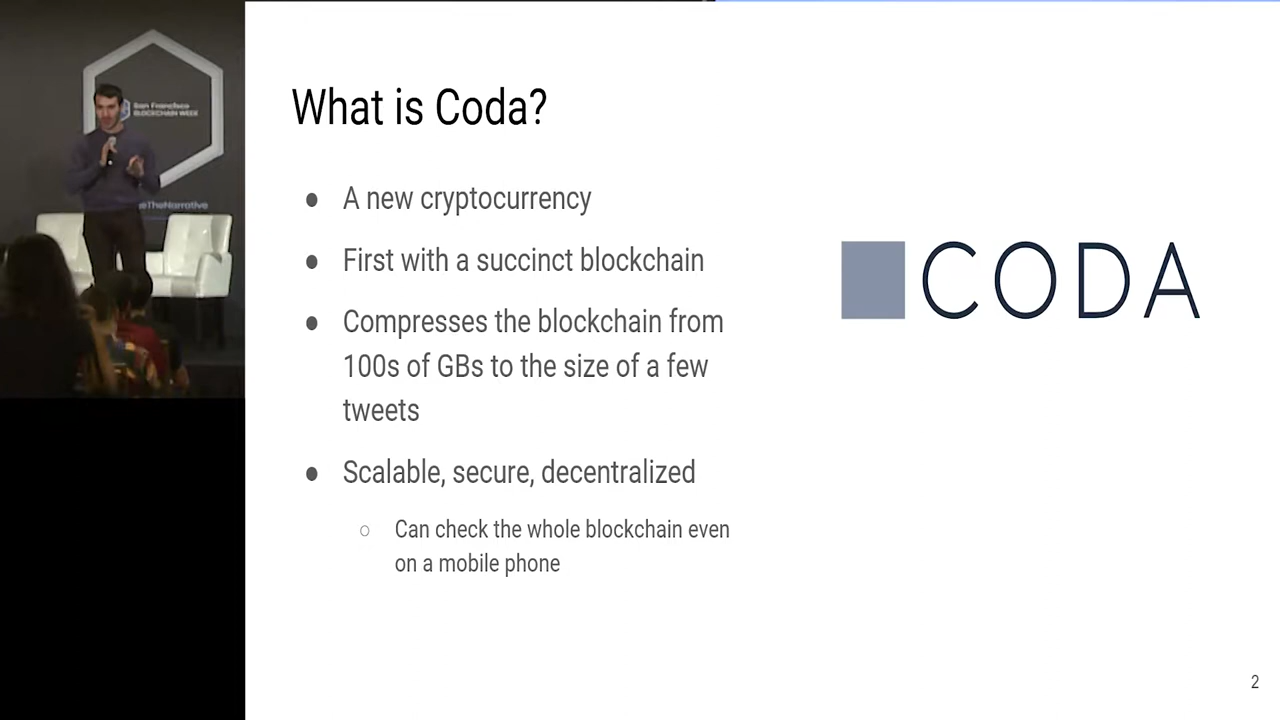 San Francisco
BLOCKCHAIN WEEK
@TheNarrative
What is Coda?
● A new cryptocurrency
● First with a succinct blockchain
● Compresses the blockchain from
100s of GBs to the size of a few
tweets
● Scalable, secure, decentralized
○ Can check the whole blockchain even
on a mobile phone
CODA
2